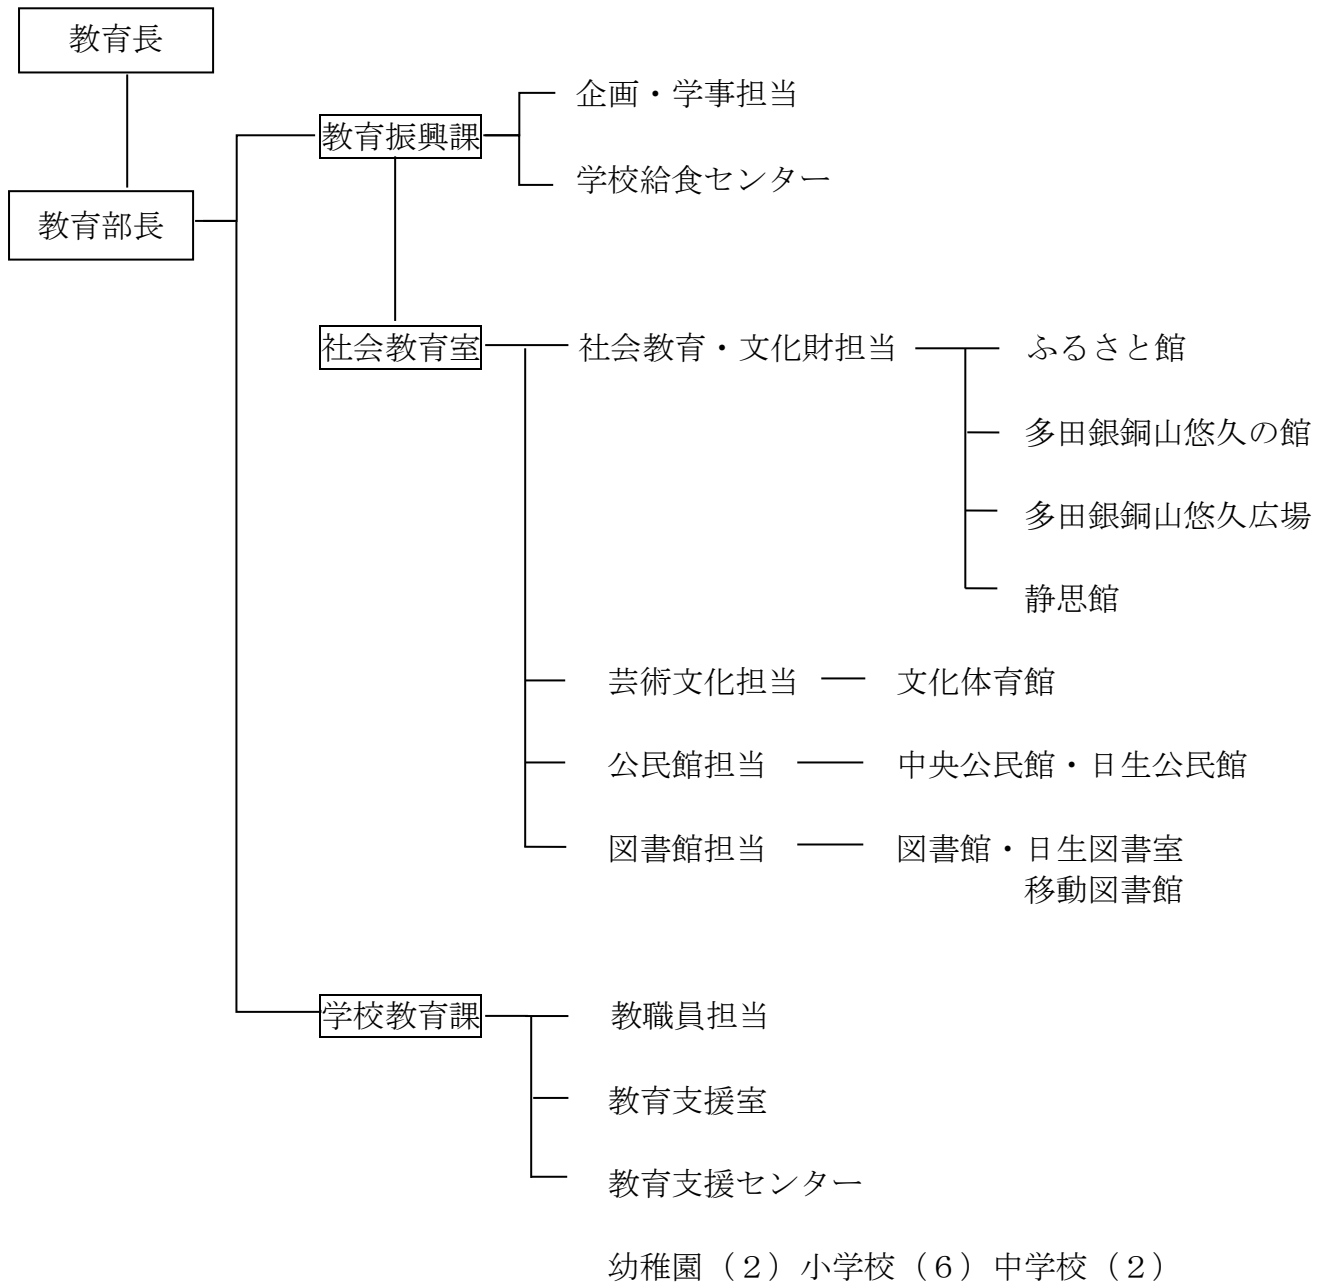 教育長
企画・学事担当
教育振興課
学校給食センター
教育部長
社会教育室 社会教育・文化財担当 ふるさと館
多田銀銅山悠久の館
多田銀銅山悠久広場
静思館
芸術文化担当 文化体育館
公民館担当 中央公民館・日生公民館
図書館担当 図書館・日生図書室
移動図書館
学校教育課 教職員担当
教育支援室
教育支援センター
幼稚園（２）小学校（６）中学校（２）